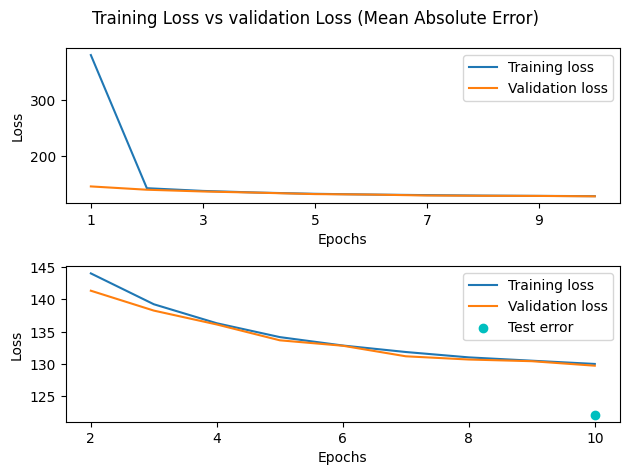 Training Loss vs validation Loss (Mean Absolute Error)
Training loss
Validation loss
300
200
Loss
1 3 5 7 9
Epochs
Training loss
Validation loss
Test error
145
140
135
130
125
Loss
2 4 6 8 10
Epochs